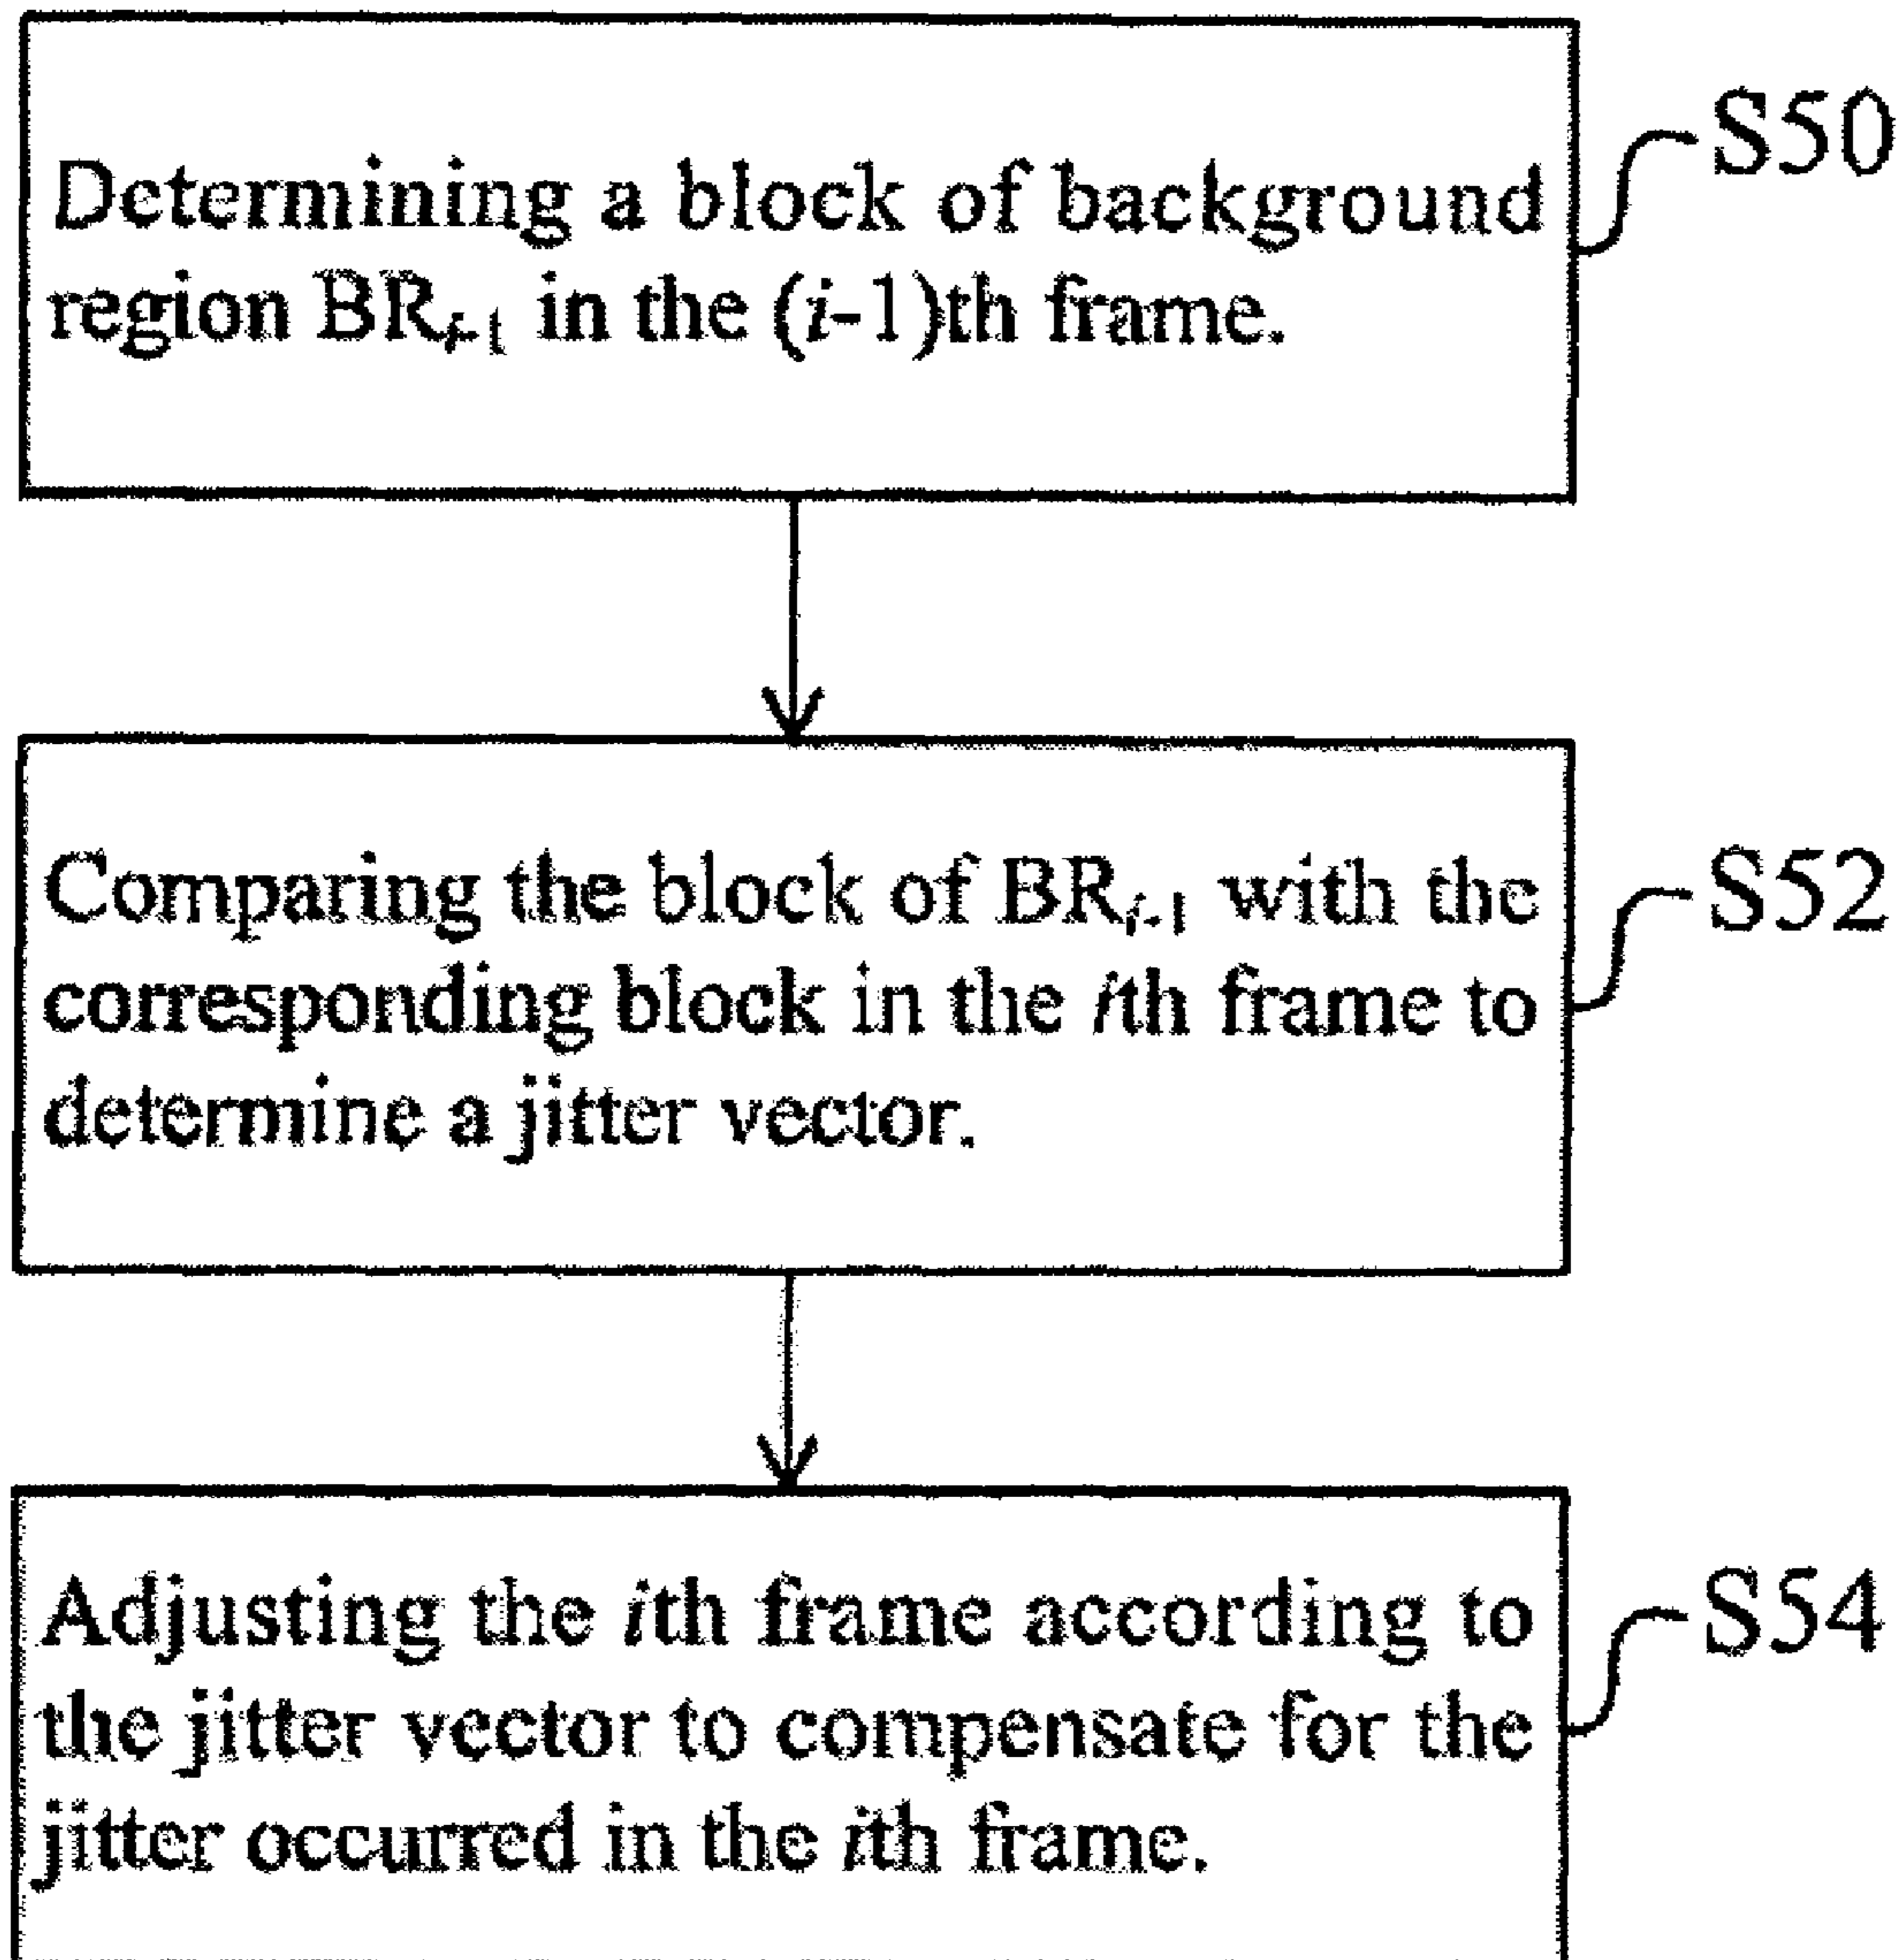 Determining a block of background
region BRi-1 in the (i-1)th frame.
S50
Comparing the block of BRi-1 with the
corresponding block in the ith frame to
determine a jitter vector.
S52
Adjusting the ith frame according to
the jitter vector to compensate for the
jitter occurred in the ith frame.
S54